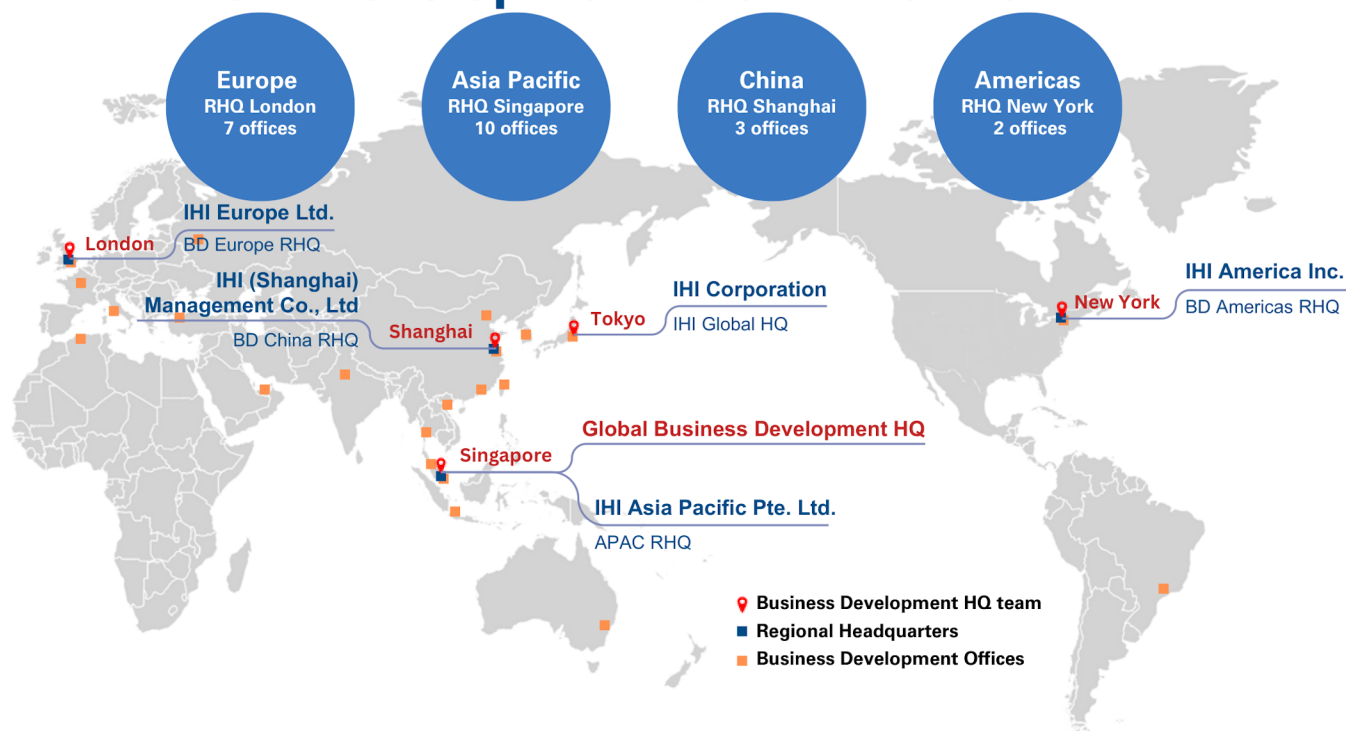 Europe
RHQ London
7 offices
Asia Pacific
RHQ Singapore
10 offices
China
RHQ Shanghai
3 offices
Americas
RHQ New York
2 offices
IHI Europe Ltd.
London
BD Europe RHQ
IHI (Shanghai)
Management Co., Ltd
Shanghai
BD China RHQ
IHI Corporation
Tokyo
IHI Global HQ
IHI America Inc.
New York
BD Americas RHQ
Global Business Development HQ
Singapore
IHI Asia Pacific Pte. Ltd.
APAC RHQ
Business Development HQ team
Regional Headquarters
Business Development Offices